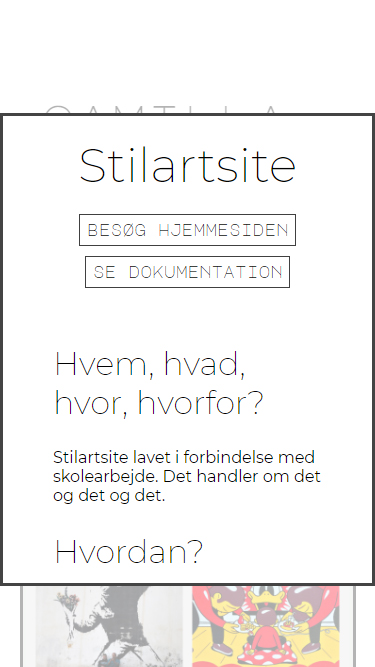 Stilartsite
BESØG HJEMMESIDEN
SE DOKUMENTATION
Hvem, hvad,
hvor, hvorfor?
Stilartsite lavet i forbindelse med
skolearbejde. Det handler om det
og det og det.
Hvordan?